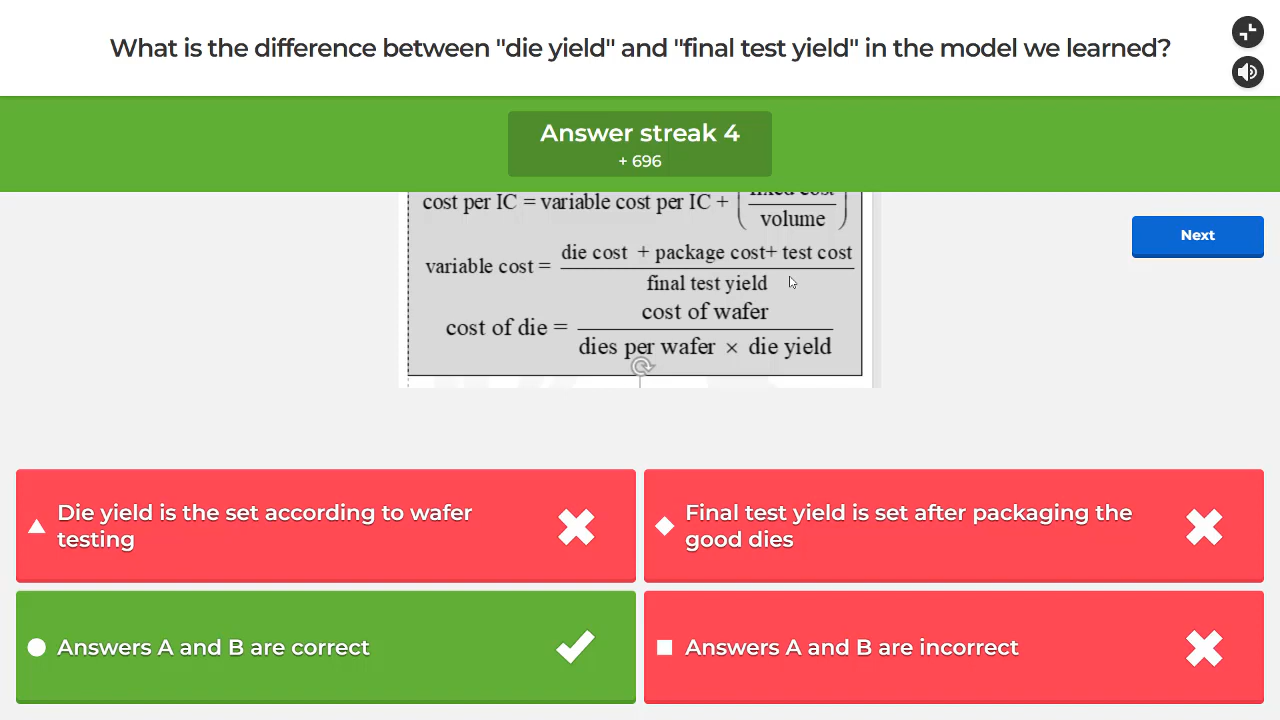 What is the difference between "die yield" and "final test yield" in the model we learned?
Answer streak 4
+ 696
Next
cost per IC = variable cost per IC + ( fixed cost
volume )
variable cost = die cost + package cost+ test cost
final test yield
cost of die = cost of wafer
dies per wafer × die yield
Die yield is the set according to wafer
testing
Final test yield is set after packaging the
good dies
Answers A and B are correct
Answers A and B are incorrect